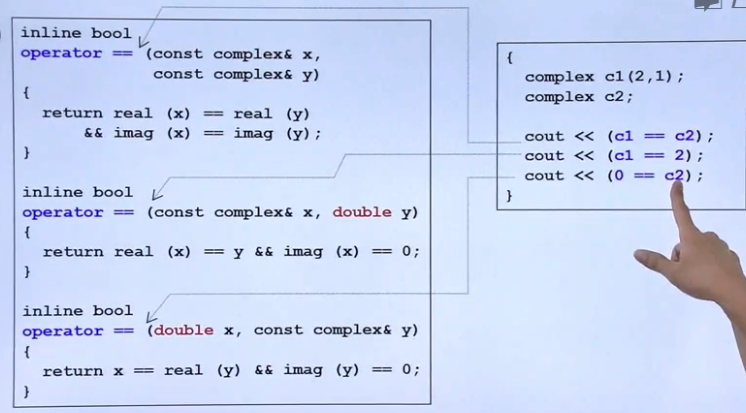 inline bool
operator == (const complex& x,
const complex& y)
{
return real (x) == real (y)
&& imag (x) == imag (y);
}
inline bool
operator == (const complex& x, double y)
{
return real (x) == y && imag (x) == 0;
}
inline bool
operator == (double x, const complex& y)
{
return x == real (y) && imag (y) == 0;
}
{
complex c1(2,1);
complex c2;
cout << (c1 == c2);
cout << (c1 == 2);
cout << (0 == c2);
}